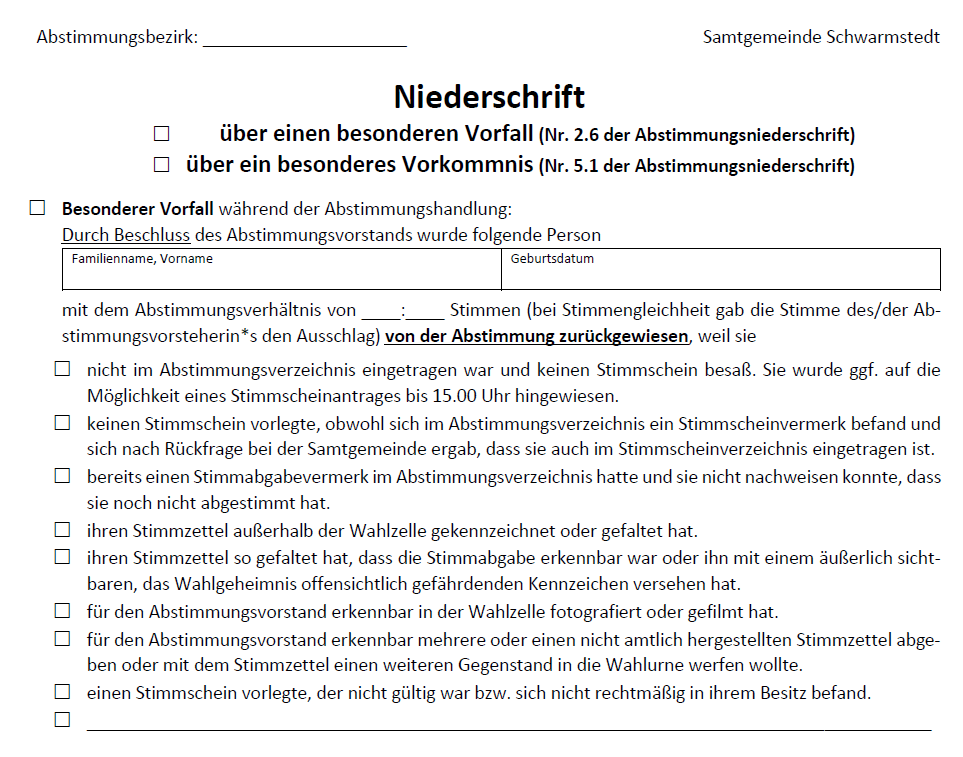 Abstimmungsbezirk: ______________________ Samtgemeinde Schwarmstedt
Niederschrift
☐ über einen besonderen Vorfall (Nr. 2.6 der Abstimmungsniederschrift)
☐ über ein besonderes Vorkommnis (Nr. 5.1 der Abstimmungsniederschrift)
☐ Besonderer Vorfall während der Abstimmungshandlung:
Durch Beschluss des Abstimmungsvorstands wurde folgende Person
Familienname, Vorname Geburtsdatum
mit dem Abstimmungsverhältnis von ____:____ Stimmen (bei Stimmengleichheit gab die Stimme des/der Ab-
stimmungsvorsteherin*s den Ausschlag) von der Abstimmung zurückgewiesen, weil sie
☐ nicht im Abstimmungsverzeichnis eingetragen war und keinen Stimmschein besaß. Sie wurde ggf. auf die
Möglichkeit eines Stimmscheinantrages bis 15.00 Uhr hingewiesen.
☐ keinen Stimmschein vorlegte, obwohl sich im Abstimmungsverzeichnis ein Stimmscheinvermerk befand und
sich nach Rückfrage bei der Samtgemeinde ergab, dass sie auch im Stimmscheinverzeichnis eingetragen ist.
☐ bereits einen Stimmabgabevermerk im Abstimmungsverzeichnis hatte und sie nicht nachweisen konnte, dass
sie noch nicht abgestimmt hat.
☐ ihren Stimmzettel außerhalb der Wahlzelle gekennzeichnet oder gefaltet hat.
☐ ihren Stimmzettel so gefaltet hat, dass die Stimmabgabe erkennbar war oder ihn mit einem äußerlich sicht-
baren, das Wahlgeheimnis offensichtlich gefährdenden Kennzeichen versehen hat.
☐ für den Abstimmungsvorstand erkennbar in der Wahlzelle fotografiert oder gefilmt hat.
☐ für den Abstimmungsvorstand erkennbar mehrere oder einen nicht amtlich hergestellten Stimmzettel abge-
ben oder mit dem Stimmzettel einen weiteren Gegenstand in die Wahlurne werfen wollte.
☐ einen Stimmschein vorlegte, der nicht gültig war bzw. sich nicht rechtmäßig in ihrem Besitz befand.
☐ ______________________